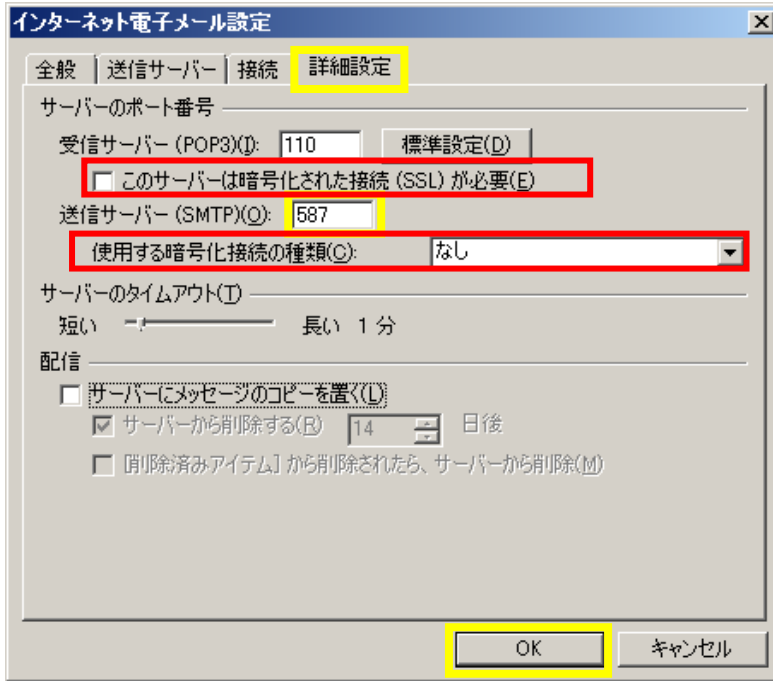 インターネット電子メール設定
全般 送信サーバー 接続 詳細設定
サーバーのポート番号
受信サーバー (POP3)(I): 110 標準設定(D)
このサーバーは暗号化された接続 (SSL) が必要(E)
送信サーバー (SMTP)(O): 587
使用する暗号化接続の種類(C): なし
サーバーのタイムアウト(T)
短い 長い 1 分
配信
サーバーにメッセージのコピーを置く(L)
サーバーから削除する(R) 14 日後
[削除済みアイテム] から削除されたら、サーバーから削除(M)
OK キャンセル